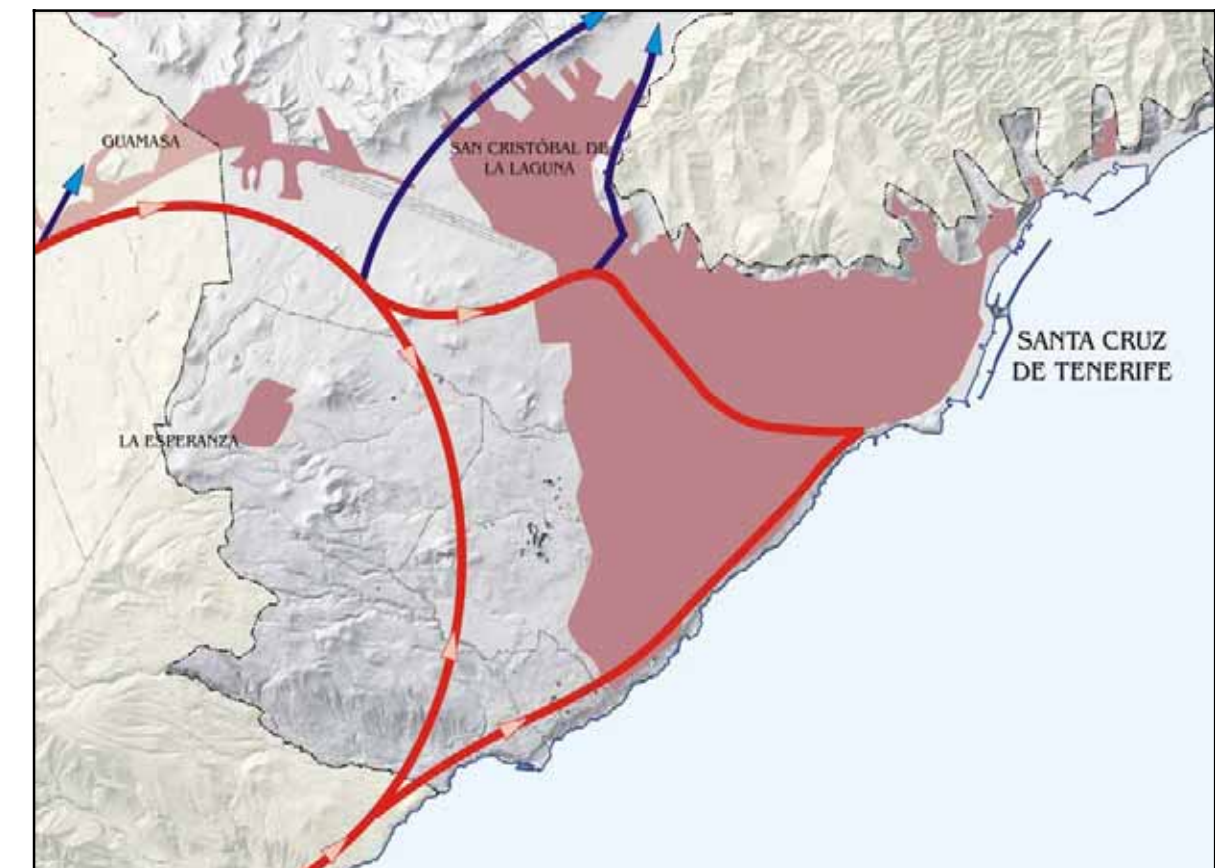 GUAMASA
SAN CRISTÓBAL DE
LA LAGUNA
SANTA CRUZ
DE TENERIFE
LA ESPERANZA